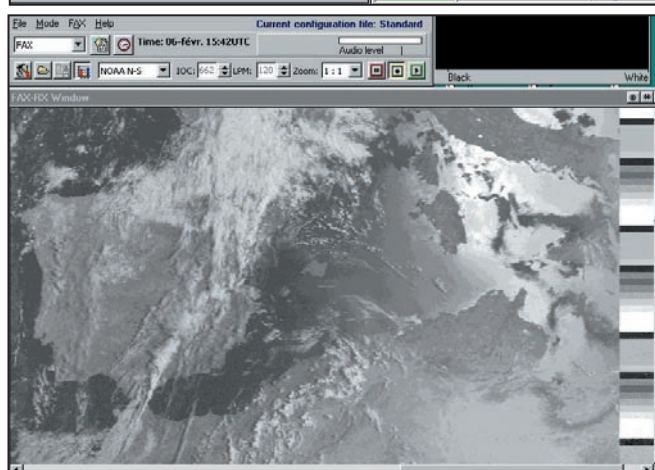 File Mode FAX Help Current configuration file: Standard
FAX Time: 06-févr. 15:42UTC Audio level
NOAA N-S IOC: 662 LPM: 120 Zoom: 1 : 1
Black White
FAX-RX Window